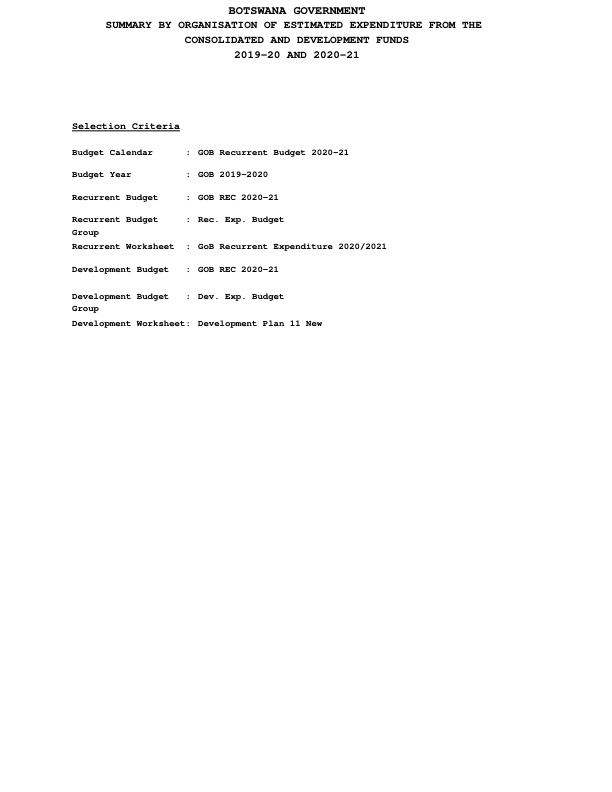 BOTSWANA GOVERNMENT
SUMMARY BY ORGANISATION OF ESTIMATED EXPENDITURE FROM THE
CONSOLIDATED AND DEVELOPMENT FUNDS
2019-20 AND 2020-21
Selection Criteria
Budget Calendar : GOB Recurrent Budget 2020-21
Budget Year : GOB 2019-2020
Recurrent Budget : GOB REC 2020-21
Recurrent Budget : Rec. Exp. Budget
Group
Recurrent Worksheet : GoB Recurrent Expenditure 2020/2021
Development Budget : GOB REC 2020-21
Development Budget : Dev. Exp. Budget
Group
Development Worksheet: Development Plan 11 New